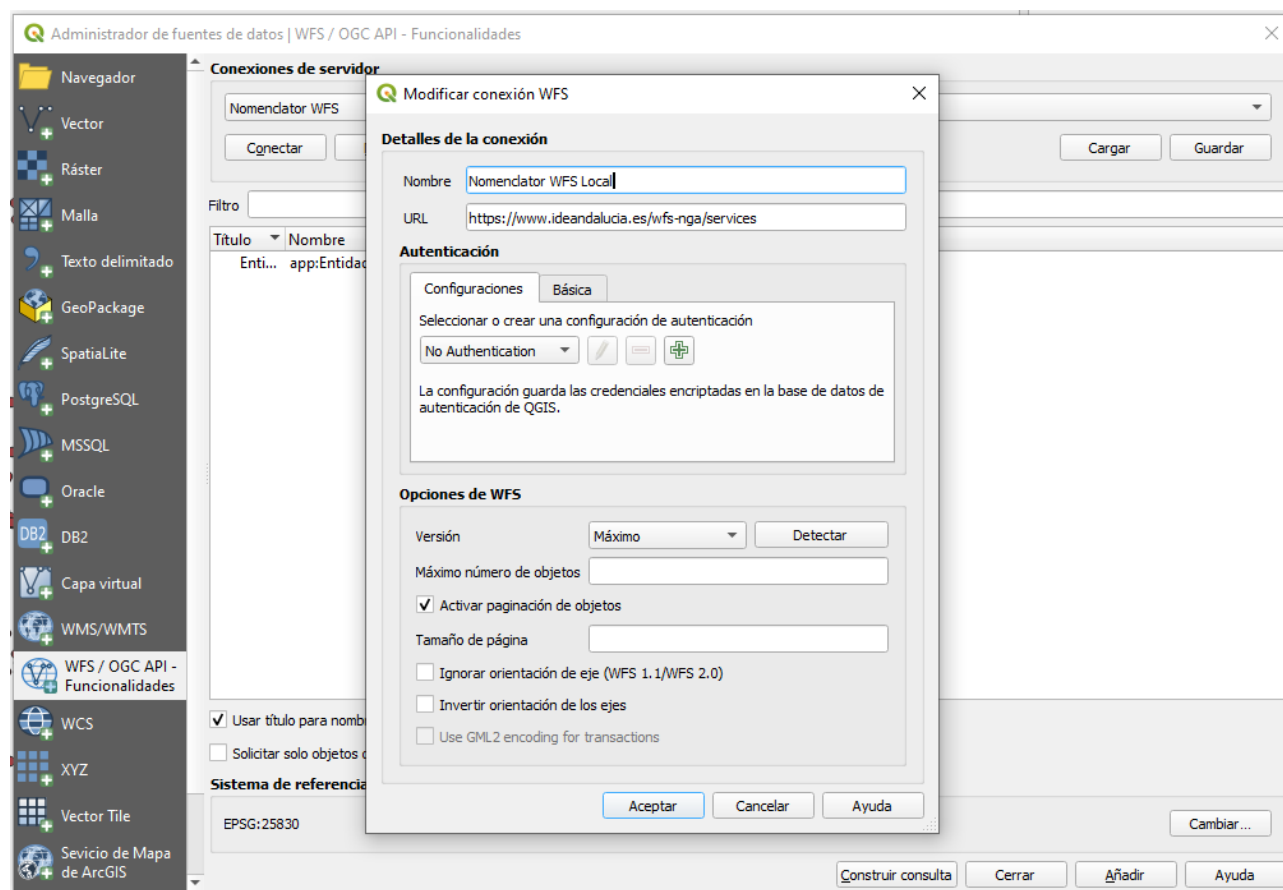 Administrador de fuentes de datos | WFS / OGC API - Funcionalidades
Navegador
Vector
Ráster
Malla
Texto delimitado
GeoPackage
SpatiaLite
PostgreSQL
MSSQL
Oracle
DB2
DB2
Capa virtual
WMS/WMTS
WFS / OGC API -
Funcionalidades
WCS
XYZ
Vector Tile
Sevicio de Mapa
de ArcGIS
Conexiones de servidor
Nomenclator WFS
Conectar
Cargar
Guardar
Filtro
Título
Nombre
Enti... app:Entidad
Usar título para
Solicitar solo objetos
Sistema de referencia
EPSG:25830
Cambiar...
Construir consulta
Cerrar
Añadir
Ayuda
Modificar conexión WFS
Detalles de la conexión
Nombre
Nomenclator WFS Local
URL
https://www.ideandalucia.es/wfs-nga/services
Autenticación
Configuraciones
Básica
Seleccionar o crear una configuración de autenticación
No Authentication
La configuración guarda las credenciales encriptadas en la base de datos de
autenticación de QGIS.
Opciones de WFS
Versión
Máximo
Detectar
Máximo número de objetos
Activar paginación de objetos
Tamaño de página
Ignorar orientación de eje (WFS 1.1/WFS 2.0)
Invertir orientación de los ejes
Use GML2 encoding for transactions
Aceptar
Cancelar
Ayuda